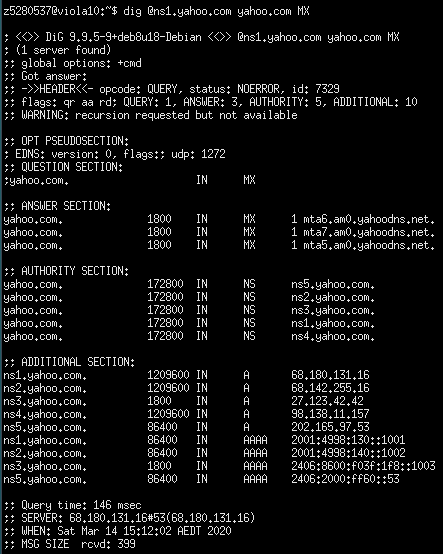 z5280537@viola10:~$ dig @ns1.yahoo.com yahoo.com MX
; <<>> DiG 9.9.5-9+deb8u18-Debian <<>> @ns1.yahoo.com yahoo.com MX
; (1 server found)
;; global options: +cmd
;; Got answer:
;; ->>HEADER<<- opcode: QUERY, status: NOERROR, id: 7329
;; flags: qr aa rd; QUERY: 1, ANSWER: 3, AUTHORITY: 5, ADDITIONAL: 10
;; WARNING: recursion requested but not available
;; OPT PSEUDOSECTION:
; EDNS: version: 0, flags:; udp: 1272
;; QUESTION SECTION:
;yahoo.com. IN MX
;; ANSWER SECTION:
yahoo.com. 1800 IN MX 1 mta6.am0.yahoodns.net.
yahoo.com. 1800 IN MX 1 mta7.am0.yahoodns.net.
yahoo.com. 1800 IN MX 1 mta5.am0.yahoodns.net.
;; AUTHORITY SECTION:
yahoo.com. 172800 IN NS ns5.yahoo.com.
yahoo.com. 172800 IN NS ns2.yahoo.com.
yahoo.com. 172800 IN NS ns3.yahoo.com.
yahoo.com. 172800 IN NS ns1.yahoo.com.
yahoo.com. 172800 IN NS ns4.yahoo.com.
;; ADDITIONAL SECTION:
ns1.yahoo.com. 1209600 IN A 68.180.131.16
ns2.yahoo.com. 1209600 IN A 68.142.255.16
ns3.yahoo.com. 1800 IN A 27.123.42.42
ns4.yahoo.com. 1209600 IN A 98.138.11.157
ns5.yahoo.com. 86400 IN A 202.165.97.53
ns1.yahoo.com. 86400 IN AAAA 2001:4998:130::1001
ns2.yahoo.com. 86400 IN AAAA 2001:4998:140::1002
ns3.yahoo.com. 1800 IN AAAA 2406:8600:f03f:1f8::1003
ns5.yahoo.com. 86400 IN AAAA 2406:2000:ff60::53
;; Query time: 146 msec
;; SERVER: 68.180.131.16#53(68.180.131.16)
;; WHEN: Sat Mar 14 15:12:02 AEDT 2020
;; MSG SIZE rcvd: 399